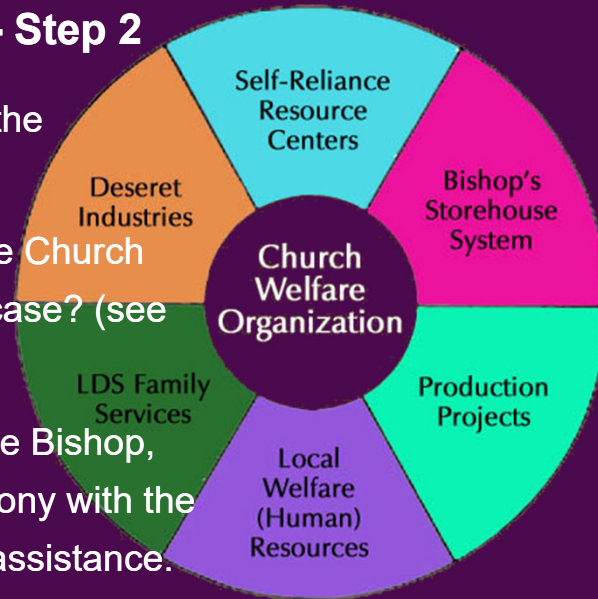 - Step 2
the
e Church
case? (see
e Bishop,
ony with the
assistance.
Self-Reliance
Resource
Centers
Bishop's
Storehouse
System
Production
Projects
Local
Welfare
(Human)
Resources
LDS Family
Services
Deseret
Industries
Church
Welfare
Organization